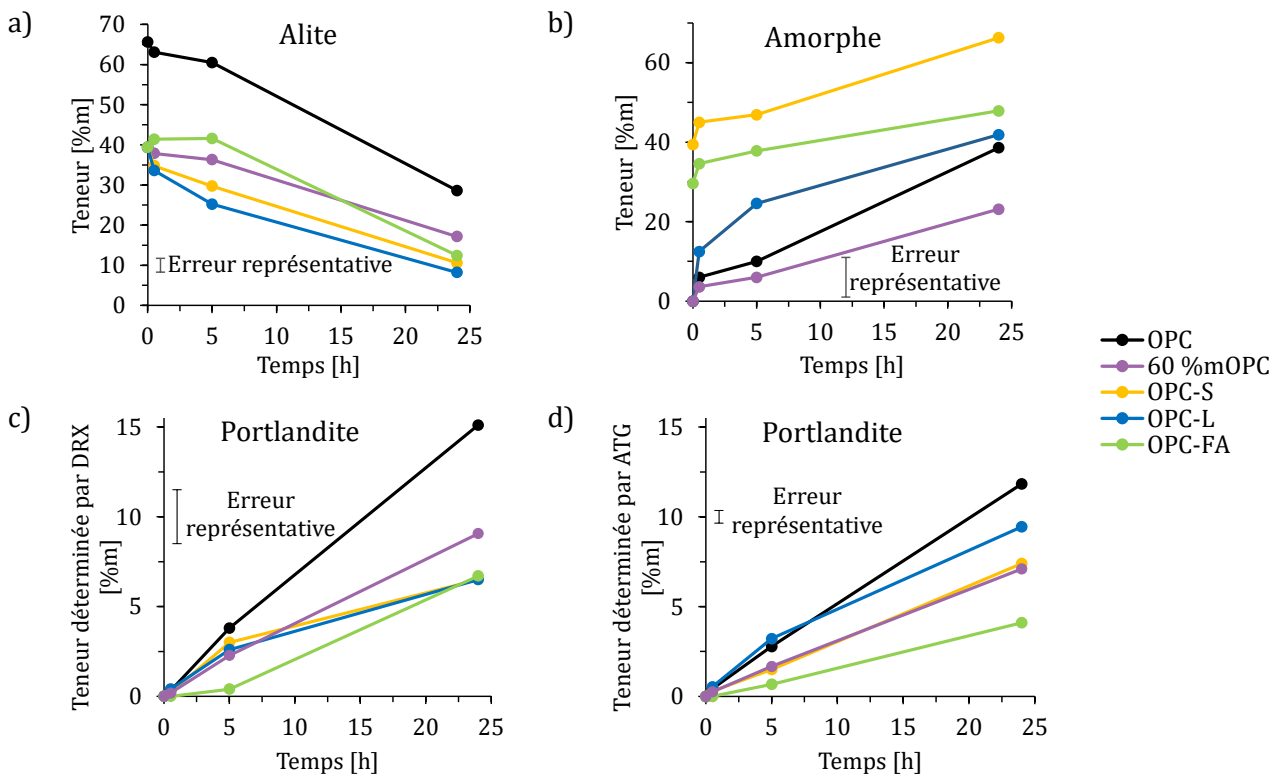 a)
Alite
Teneur [%m]
70
60
50
40
30
20
10
0
Erreur représentative
0 5 10 15 20 25
Temps [h]
b)
Amorphe
Teneur [%m]
60
40
20
0
Erreur
représentative
0 5 10 15 20 25
Temps [h]
OPC
60 %mOPC
OPC-S
OPC-L
OPC-FA
c)
Portlandite
Teneur déterminée par DRX
[%m]
15
10
5
0
Erreur
représentative
0 5 10 15 20 25
Temps [h]
d)
Portlandite
Teneur déterminée par ATG
[%m]
15
10
5
0
Erreur
représentative
0 5 10 15 20 25
Temps [h]